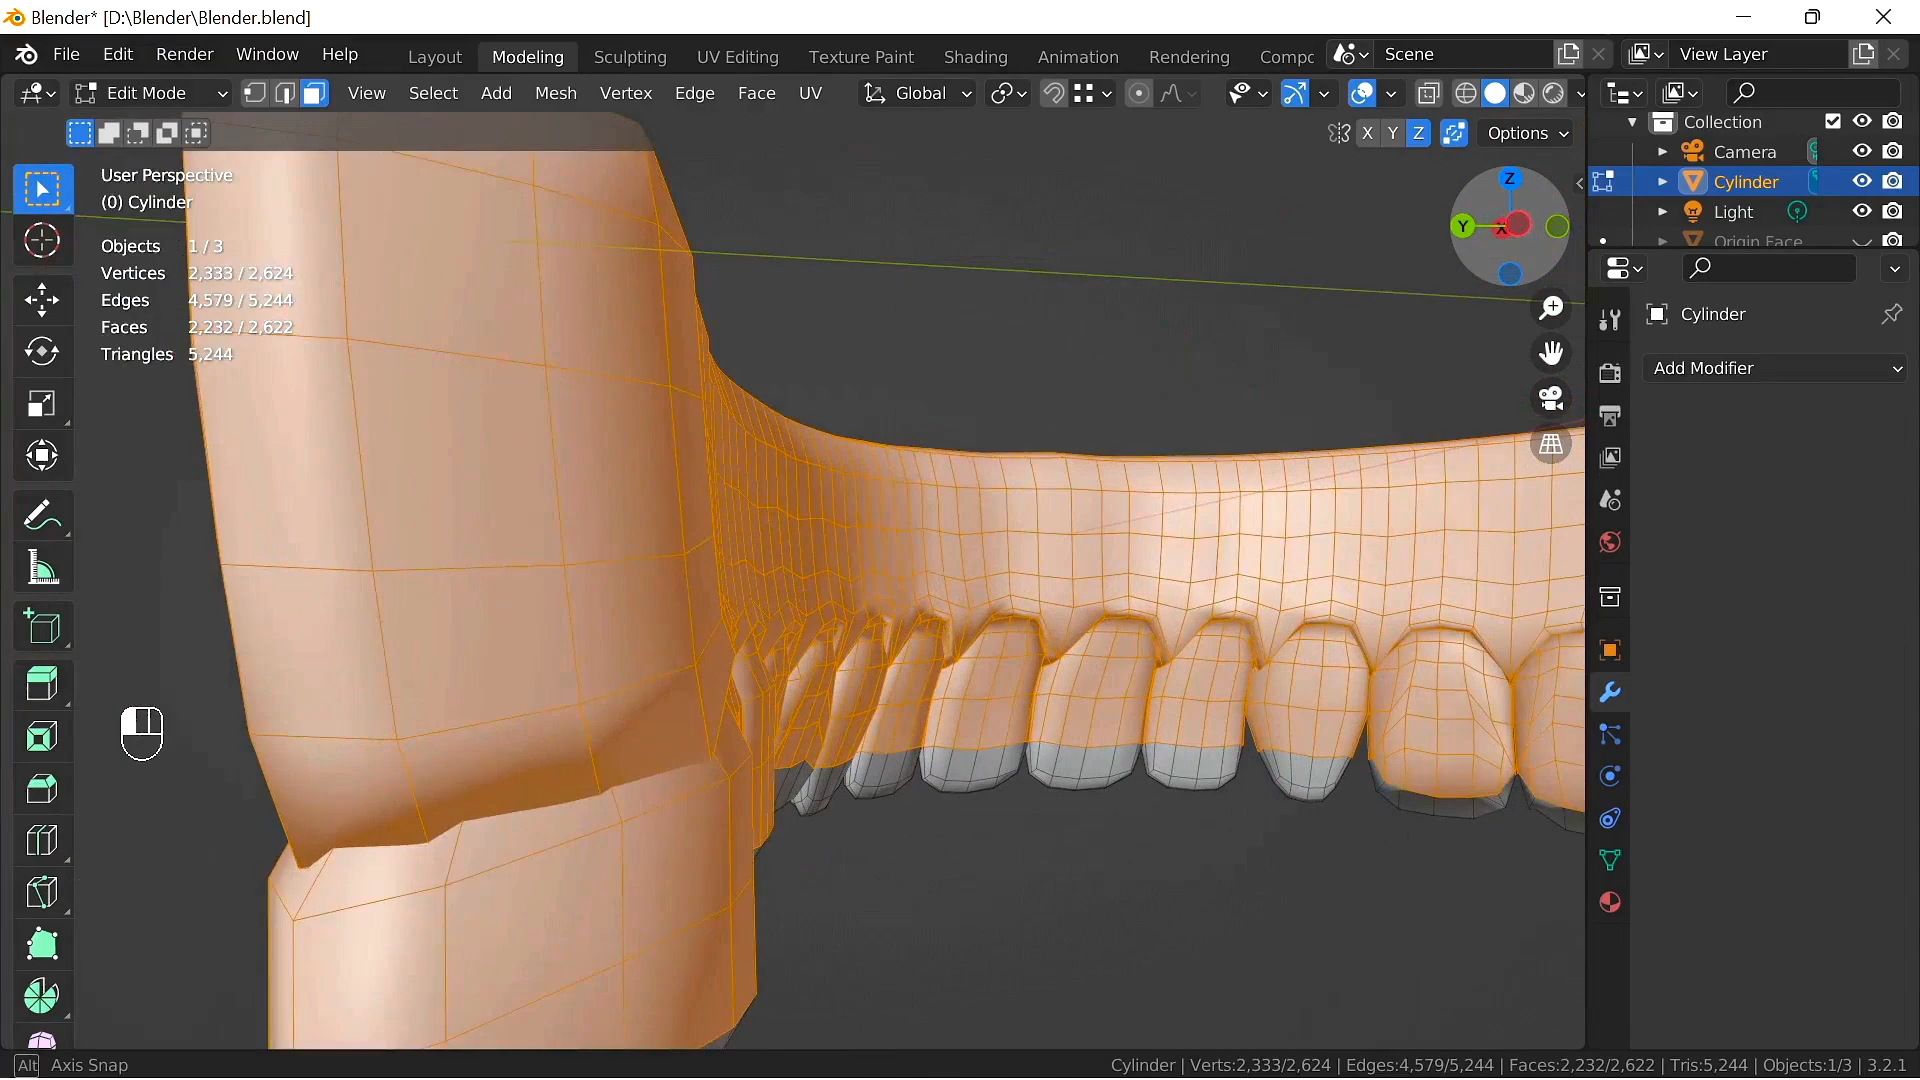 Blender* [D:\Blender\Blender.blend]
File Edit Render Window Help Layout Modeling Sculpting UV Editing Texture Paint Shading Animation Rendering Compc Scene View Layer
Edit Mode View Select Add Mesh Vertex Edge Face UV Global
X Y Z Options
User Perspective
(0) Cylinder
Objects 1 / 3
Vertices 2,333 / 2,624
Edges 4,579 / 5,244
Faces 2,232 / 2,622
Triangles 5,244
Z
Y X
Collection
Camera
Cylinder
Light
Origin Face
Cylinder
Add Modifier
Alt Axis Snap
Cylinder | Verts:2,333/2,624 | Edges:4,579/5,244 | Faces:2,232/2,622 | Tris:5,244 | Objects:1/3 | 3.2.1